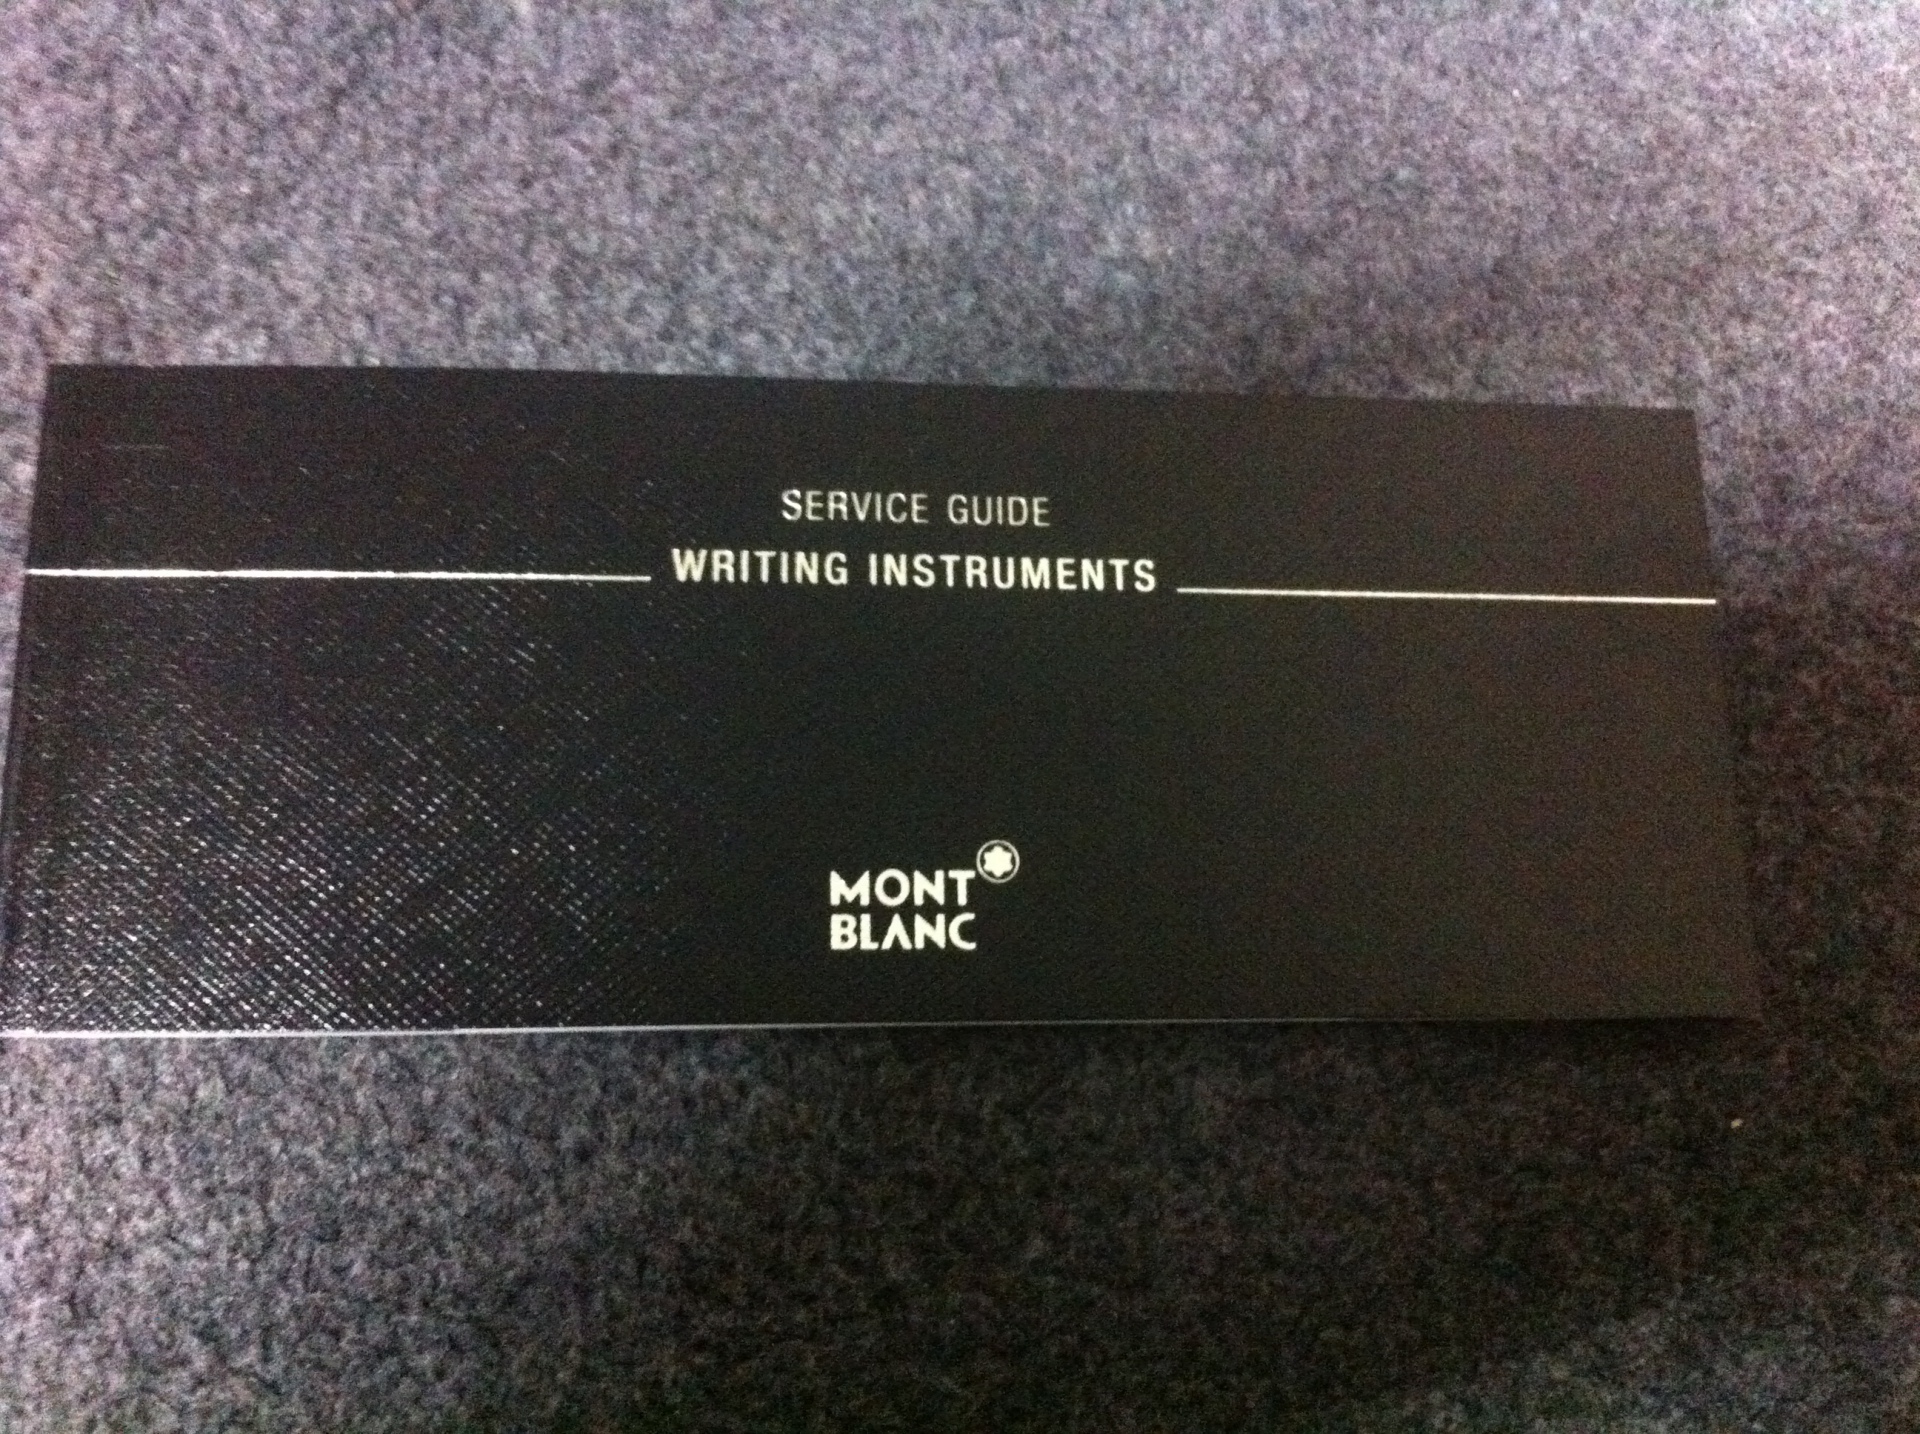 SERVICE GUIDE
WRITING INSTRUMENTS
MONT
BLANC